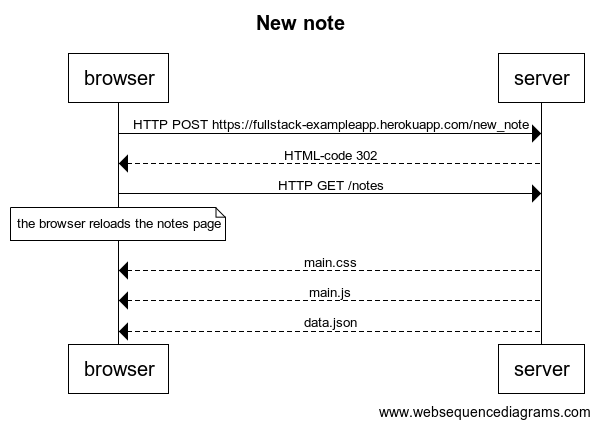 New note
browser
server
HTTP POST https://fullstack-exampleapp.herokuapp.com/new_note
HTML-code 302
HTTP GET /notes
the browser reloads the notes page
main.css
main.js
data.json
browser
server
www.websequencediagrams.com